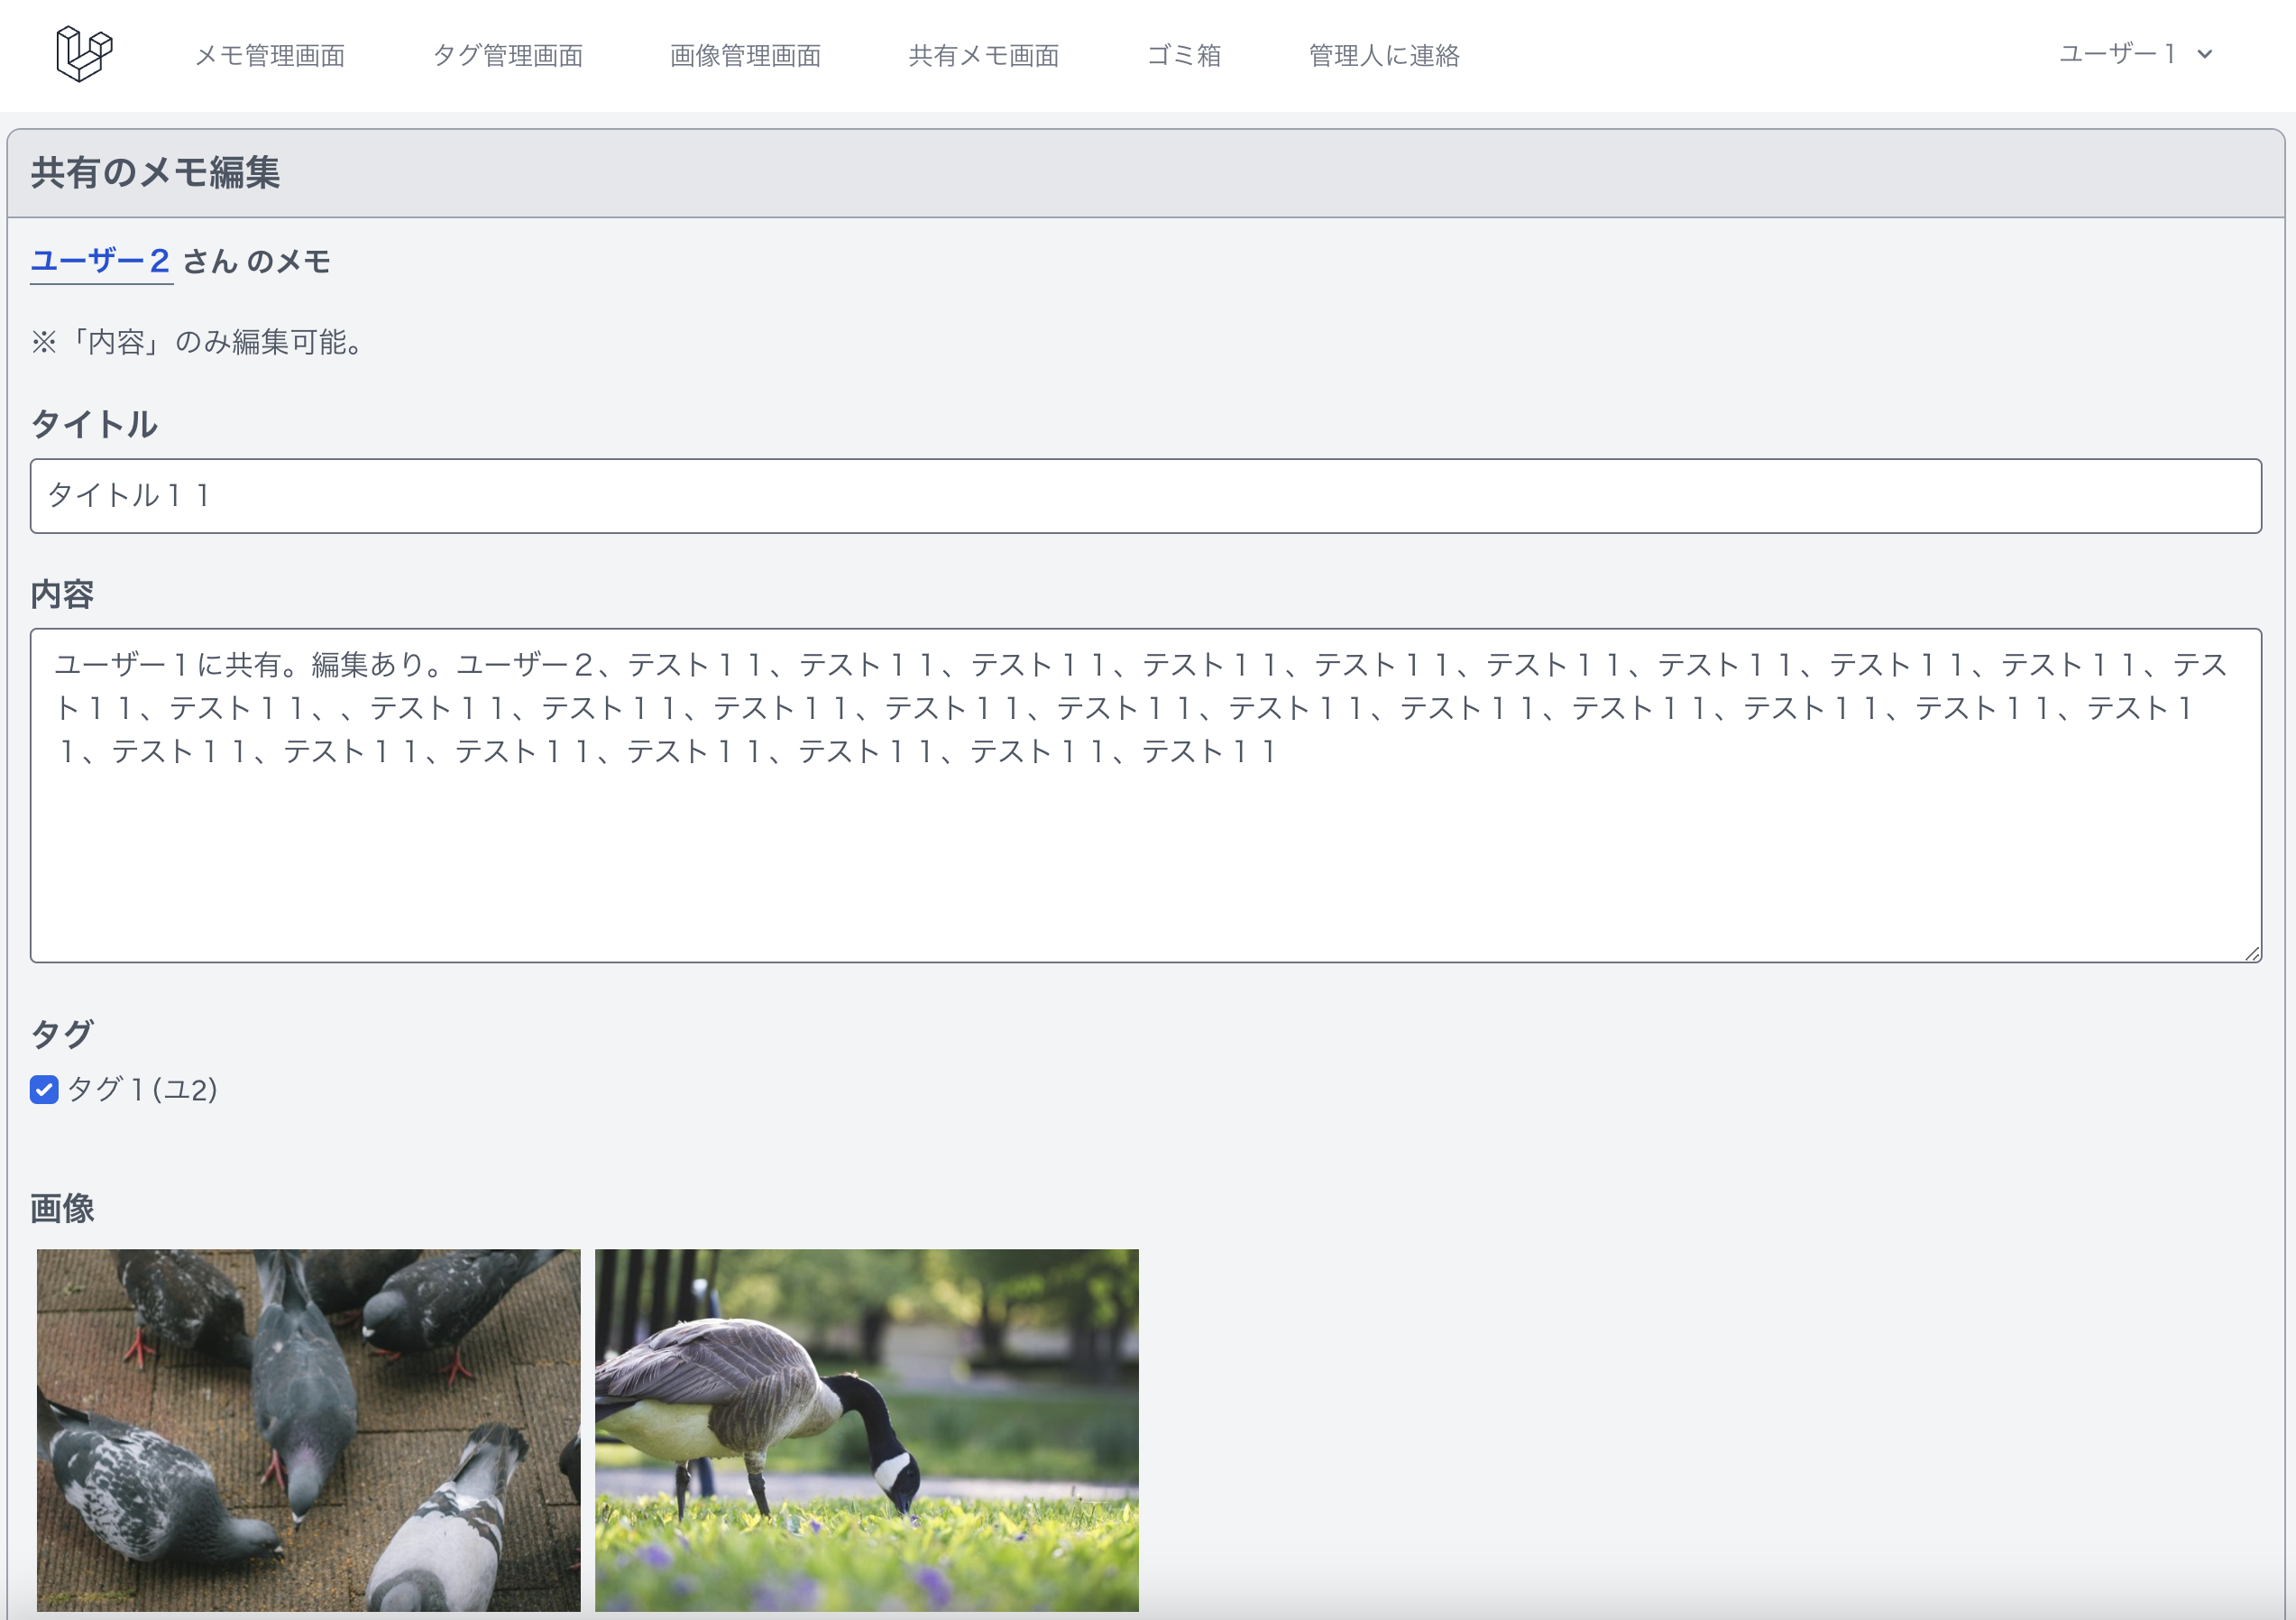 メモ管理画面 タグ管理画面 画像管理画面 共有メモ画面 ゴミ箱 管理人に連絡 ユーザー１
共有のメモ編集
ユーザー２ さん のメモ
※「内容」のみ編集可能。
タイトル
タイトル１１
内容
ユーザー１に共有。編集あり。ユーザー２、テスト１１、テスト１１、テスト１１、テスト１１、テスト１１、テスト１１、テスト１１、テスト１１、テスト１１、テス
ト１１、テスト１１、、テスト１１、テスト１１、テスト１１、テスト１１、テスト１１、テスト１１、テスト１１、テスト１１、テスト１１、テスト１１、テスト１
１、テスト１１、テスト１１、テスト１１、テスト１１、テスト１１、テスト１１、テスト１１
タグ
タグ１(ユ2)
画像